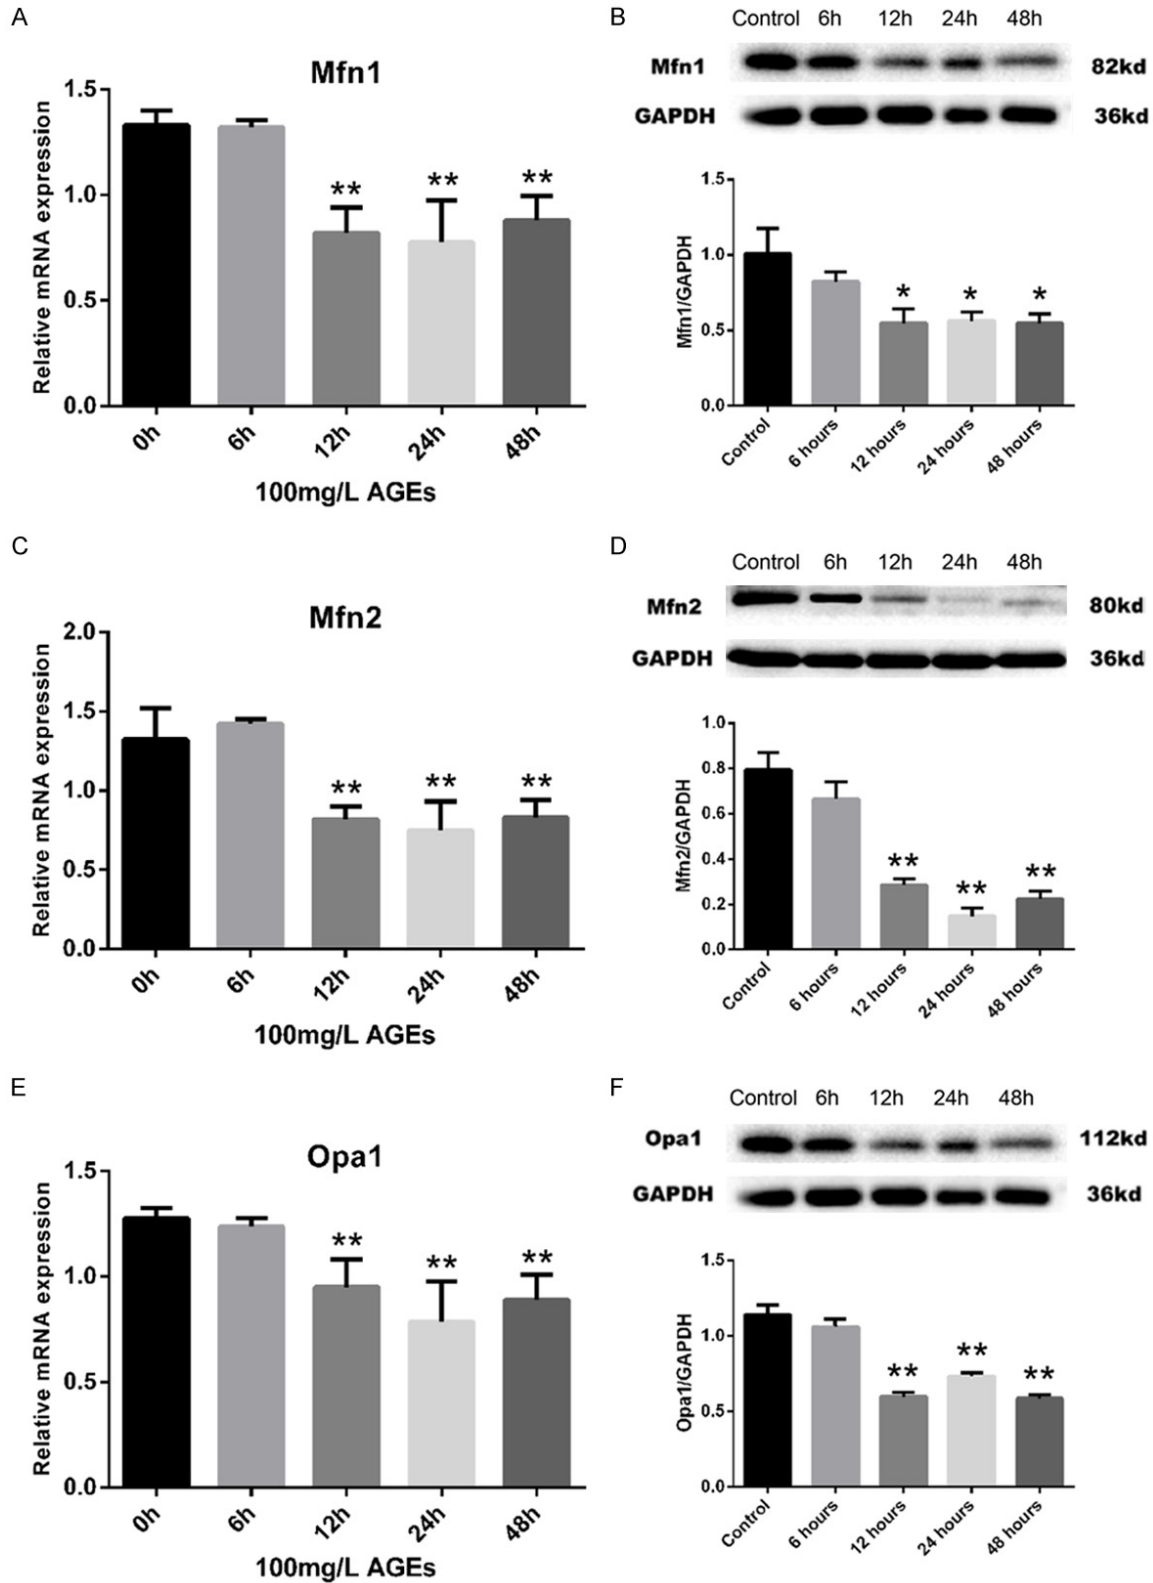 A
Mfn1
Relative mRNA expression
1.5
1.0
0.5
0.0
** ** **
0h 6h 12h 24h 48h
100mg/L AGEs
B
Control 6h 12h 24h 48h
Mfn1 82kd
GAPDH 36kd
Mfn1/GAPDH
1.5
1.0
0.5
0.0
* * *
Control 6 hours 12 hours 24 hours 48 hours
C
Mfn2
Relative mRNA expression
2.0
1.5
1.0
0.5
0.0
** ** **
0h 6h 12h 24h 48h
100mg/L AGEs
D
Control 6h 12h 24h 48h
Mfn2 80kd
GAPDH 36kd
Mfn2/GAPDH
1.0
0.8
0.6
0.4
0.2
0.0
** ** **
Control 6 hours 12 hours 24 hours 48 hours
E
Opa1
Relative mRNA expression
1.5
1.0
0.5
0.0
** ** **
0h 6h 12h 24h 48h
100mg/L AGEs
F
Control 6h 12h 24h 48h
Opa1 112kd
GAPDH 36kd
Opa1/GAPDH
1.5
1.0
0.5
0.0
** ** **
Control 6 hours 12 hours 24 hours 48 hours